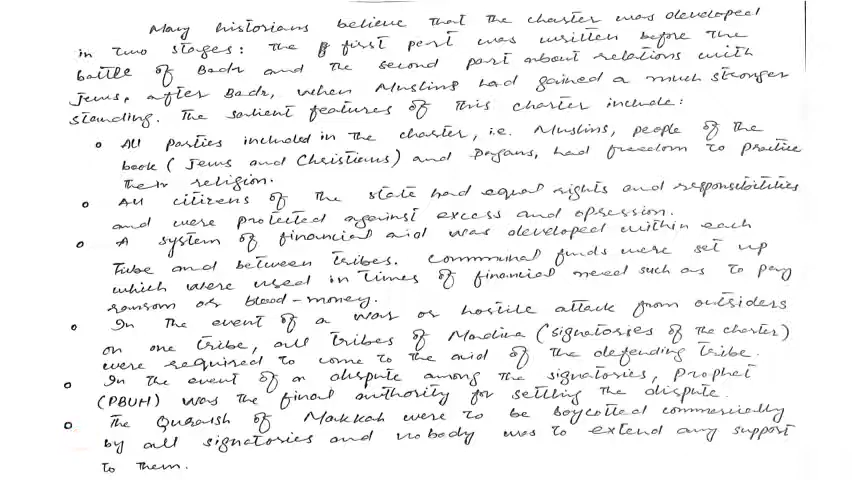 Many historians believe that the charter was developed
in two stages: the first part was written before the
battle of Badr and the second part about relations with
Jews, after Badr, when Muslims had gained a much stronger
standing. The salient features of this charter include:
• All parties included in the charter, i.e. Muslims, people of the
book (Jews and Christians) and Pagans, had freedom to practice
their religion.
• All citizens of the state had equal rights and responsibilities
and were protected against excess and opression.
• A system of financial aid was developed within each
Tribe and between tribes. Communal funds were set up
which were used in times of financial need such as to pay
ransom or blood-money.
• In the event of a war or hostile attack from outsiders
on one tribe, all tribes of Madina (signatories of the charter)
were required to come to the aid of the defending tribe.
• In the event of a dispute among the signatories, Prophet
(PBUH) was the final authority for settling the dispute.
• The Quraish of Makkah were to be boycotted commercially
by all signatories and nobody was to extend any support
to them.